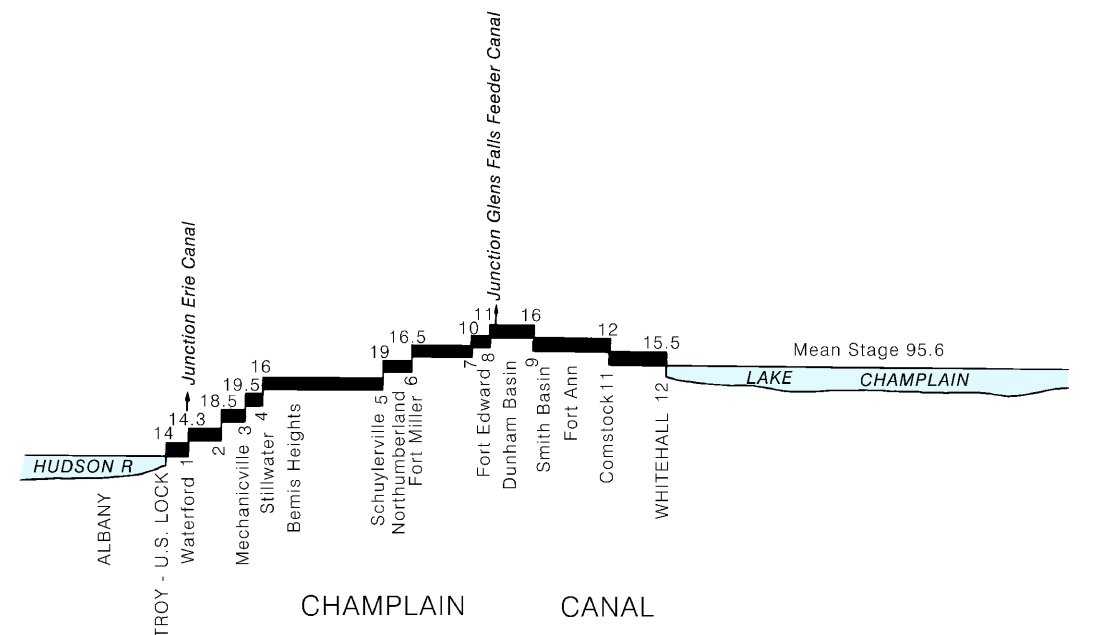 Junction Glens Falls Feeder Canal
Junction Erie Canal
14
14.3
18.5
19.5
16
19
16.5
10
11
16
12
15.5
Mean Stage 95.6
HUDSON R
LAKE CHAMPLAIN
1
2
3
4
5
6
7
8
9
11
12
ALBANY
TROY - U.S. LOCK
Waterford
Mechanicville
Stillwater
Bemis Heights
Schuylerville
Northumberland
Fort Miller
Fort Edward
Dunham Basin
Smith Basin
Fort Ann
Comstock
WHITEHALL
CHAMPLAIN CANAL